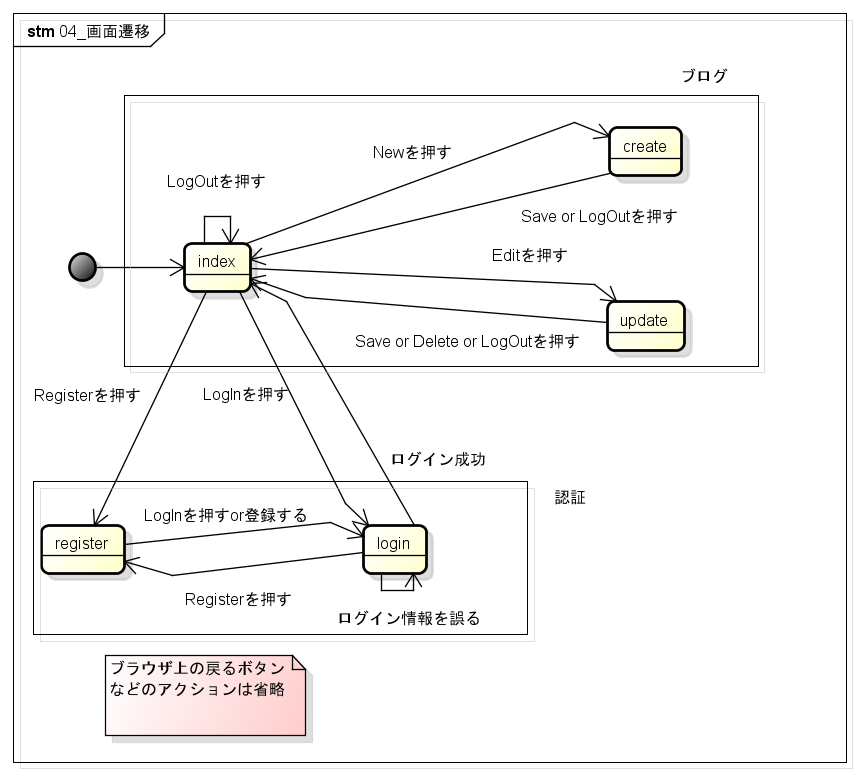 stm 04_画面遷移
ブログ
Newを押す
create
LogOutを押す
Save or LogOutを押す
Editを押す
index
update
Save or Delete or LogOutを押す
Registerを押す
LogInを押す
ログイン成功
認証
LogInを押すor登録する
register
login
Registerを押す
ログイン情報を誤る
ブラウザ上の戻るボタン
などのアクションは省略